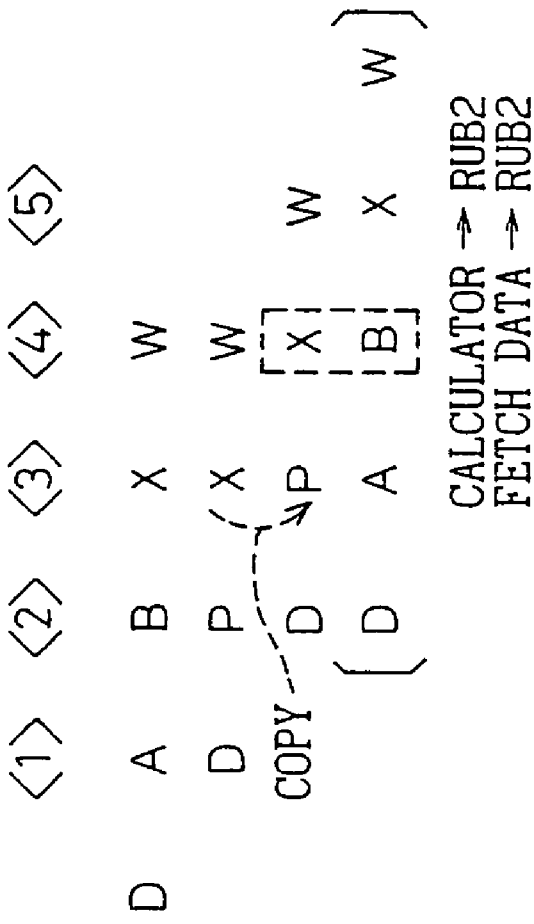 <1> <2> <3> <4> <5>
D A B X W
D P X W
COPY D P X W
( D A B X W )
CALCULATOR → RUB2
FETCH DATA → RUB2